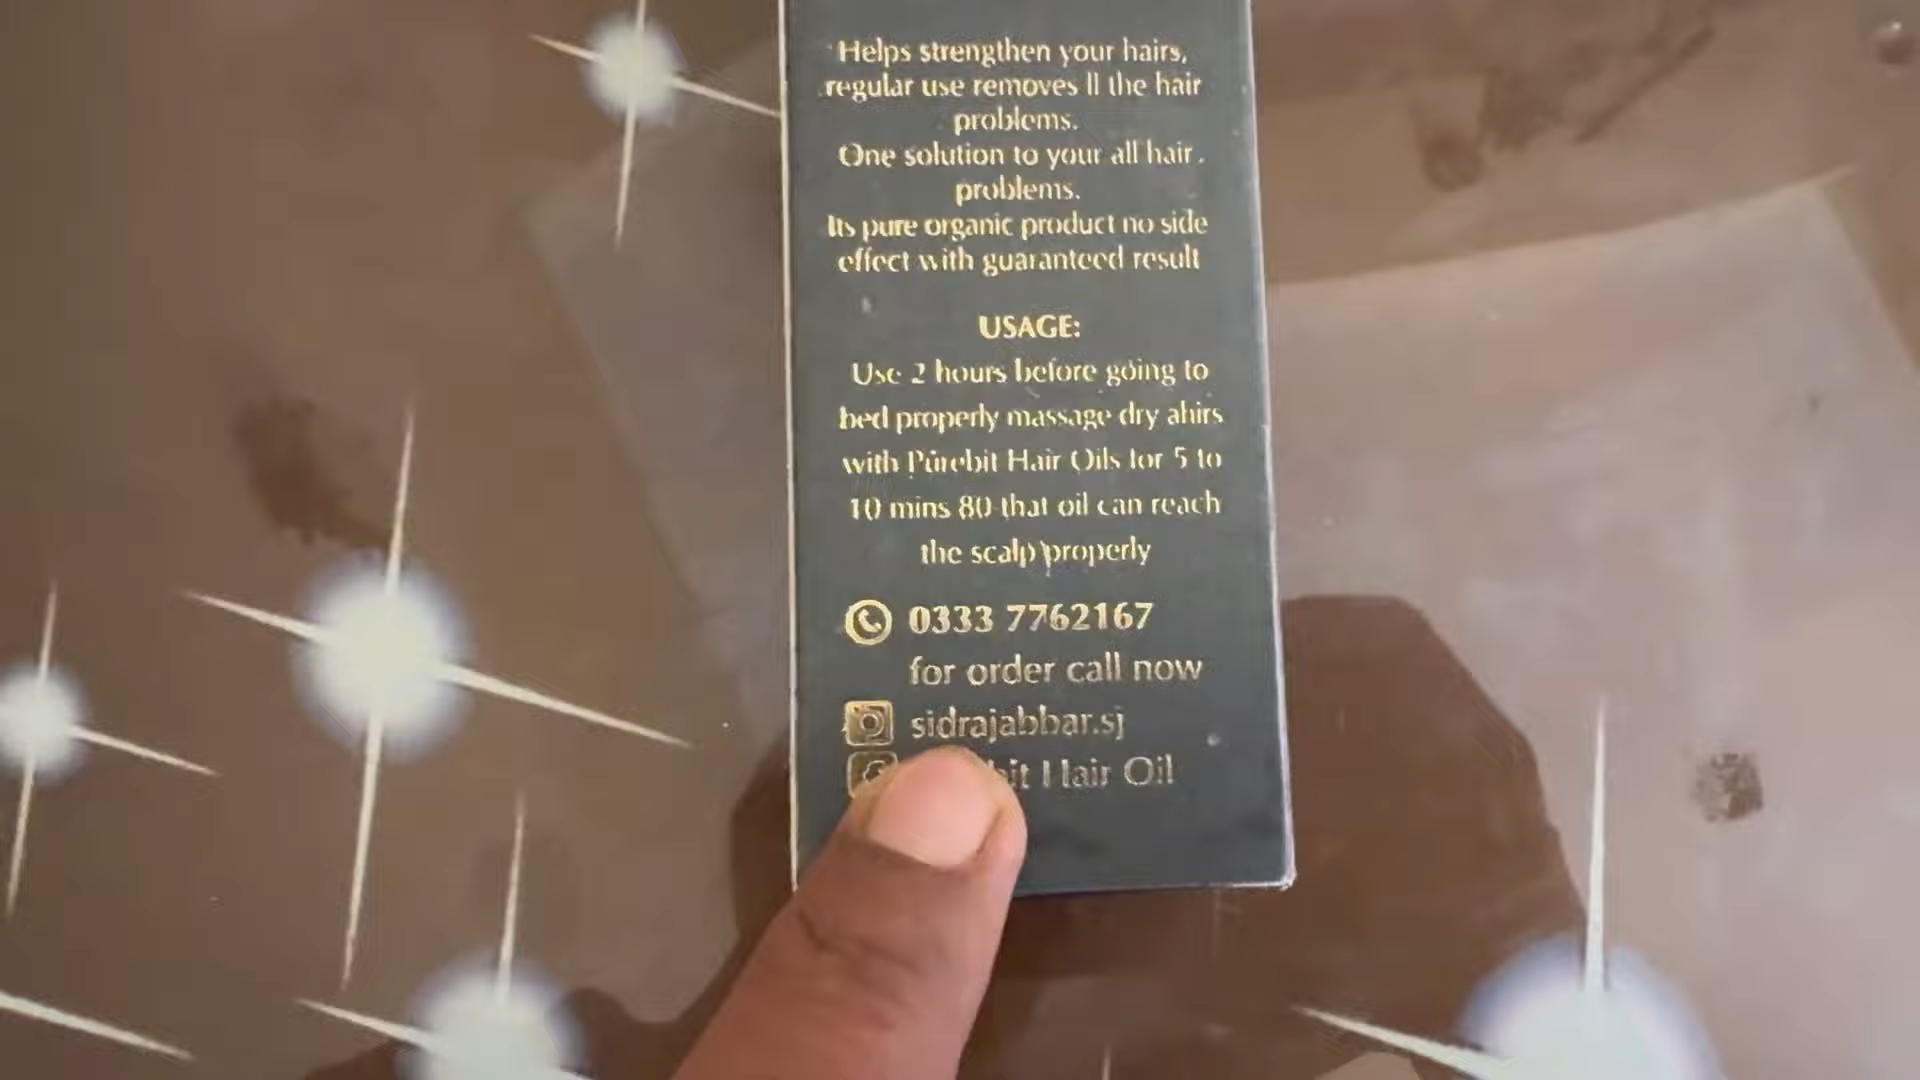 Helps strengthen your hairs,
regular use removes ll the hair
problems.
One solution to your all hair.
problems.
Its pure organic product no side
effect with guaranteed result
USAGE:
Use 2 hours before going to
bed properly massage dry ahirs
with Purebit Hair Oils for 5 to
10 mins 80 that oil can reach
the scalp properly
0333 7762167
for order call now
sidrajabbar.sj
Hair Oil